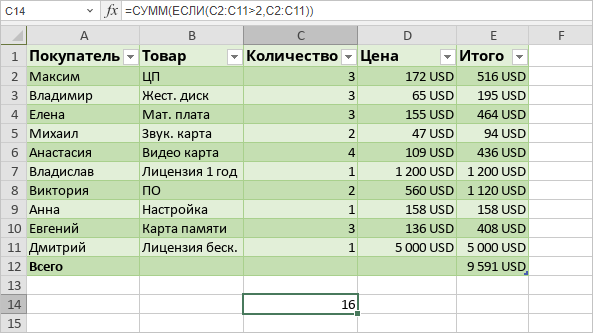 C14 =СУММ(ЕСЛИ(C2:C11>2,C2:C11))
A B C D E F
1 Покупатель Товар Количество Цена Итого
2 Максим ЦП 3 172 USD 516 USD
3 Владимир Жест. диск 3 65 USD 195 USD
4 Елена Мат. плата 3 155 USD 464 USD
5 Михаил Звук. карта 2 47 USD 94 USD
6 Анастасия Видео карта 4 109 USD 436 USD
7 Владислав Лицензия 1 год 1 1 200 USD 1 200 USD
8 Виктория ПО 2 560 USD 1 120 USD
9 Анна Настройка 1 158 USD 158 USD
10 Евгений Карта памяти 3 136 USD 408 USD
11 Дмитрий Лицензия беск. 1 5 000 USD 5 000 USD
12 Всего 9 591 USD
13
14 16
15